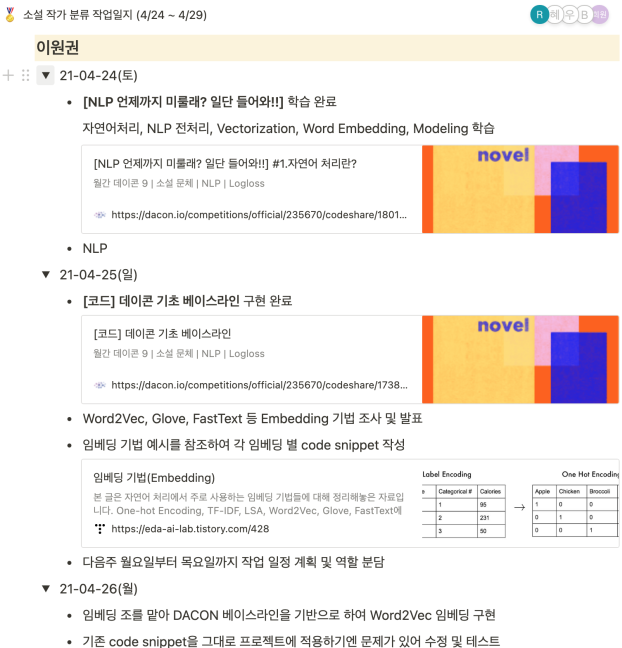 소설 작가 분류 작업일지 (4/24 ~ 4/29)
R 혜 우 B 희원
이원권
21-04-24(토)
[NLP 언제까지 미룰래? 일단 들어와!!] 학습 완료
자연어처리, NLP 전처리, Vectorization, Word Embedding, Modeling 학습
[NLP 언제까지 미룰래? 일단 들어와!!] #1.자연어 처리란?
월간 데이콘 9 | 소설 문체 | NLP | Logloss
https://dacon.io/competitions/official/235670/codeshare/1801...
novel
NLP
21-04-25(일)
[코드] 데이콘 기초 베이스라인 구현 완료
[코드] 데이콘 기초 베이스라인
월간 데이콘 9 | 소설 문체 | NLP | Logloss
https://dacon.io/competitions/official/235670/codeshare/1738...
novel
Word2Vec, Glove, FastText 등 Embedding 기법 조사 및 발표
임베딩 기법 예시를 참조하여 각 임베딩 별 code snippet 작성
임베딩 기법(Embedding)
본 글은 자연어 처리에서 주로 사용하는 임베딩 기법들에 대해 정리해놓은 자료입
니다. One-hot Encoding, TF-IDF, LSA, Word2Vec, Glove, FastText에
https://eda-ai-lab.tistory.com/428
Label Encoding
e Categorical # Calories
1 95
2 231
3 50
→
One Hot Encoding
Apple Chicken Broccoli
1 0 0
0 1 0
0 0 1
다음주 월요일부터 목요일까지 작업 일정 계획 및 역할 분담
21-04-26(월)
임베딩 조를 맡아 DACON 베이스라인을 기반으로 하여 Word2Vec 임베딩 구현
기존 code snippet을 그대로 프로젝트에 적용하기엔 문제가 있어 수정 및 테스트